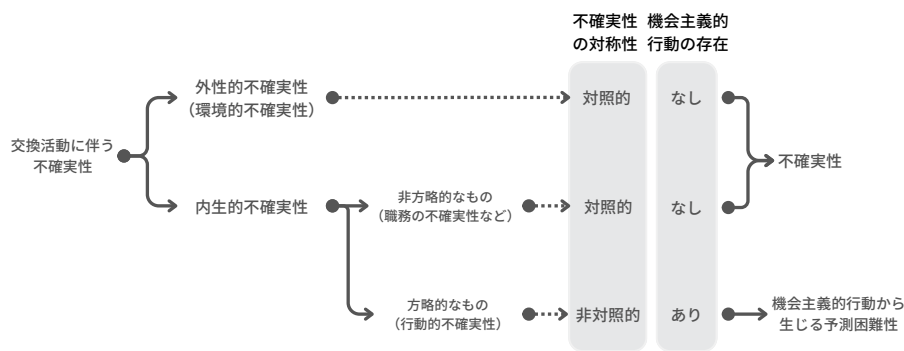 不確実性
の対称性
機会主義的
行動の存在
外性的不確実性
（環境的不確実性）
対照的
なし
交換活動に伴う
不確実性
不確実性
内生的不確実性
非方略的なもの
（職務の不確実性など）
対照的
なし
方略的なもの
（行動的不確実性）
非対照的
あり
機会主義的行動から
生じる予測困難性